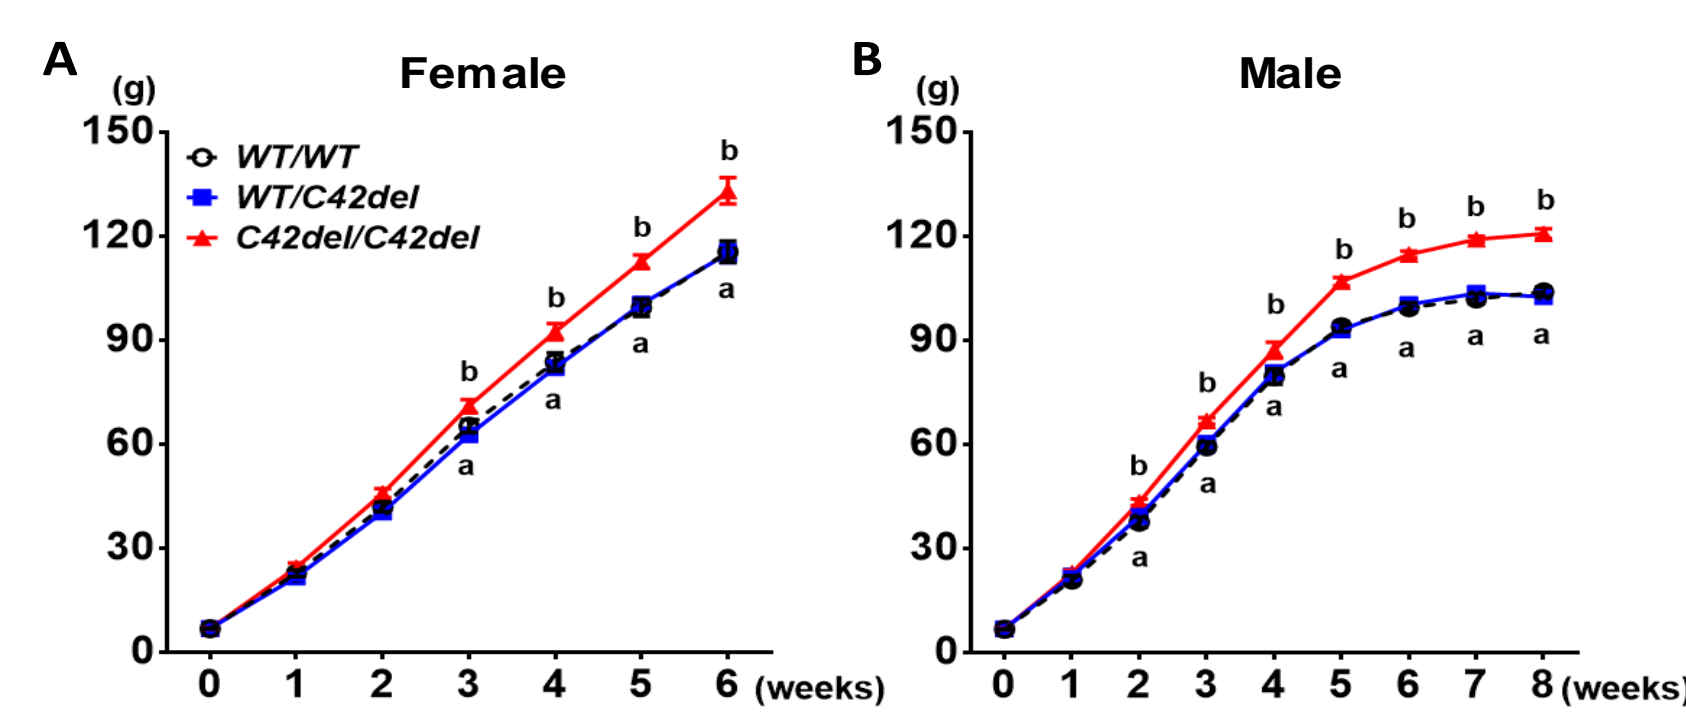 A
Female
(g)
150
120
90
60
30
0
WT/WT
WT/C42del
C42del/C42del
b
b
b
b
a
a
a
a
0 1 2 3 4 5 6 (weeks)
B
Male
(g)
150
120
90
60
30
0
b
b
b
b
b
b
b
a
a
a
a
a
a
a
0 1 2 3 4 5 6 7 8 (weeks)